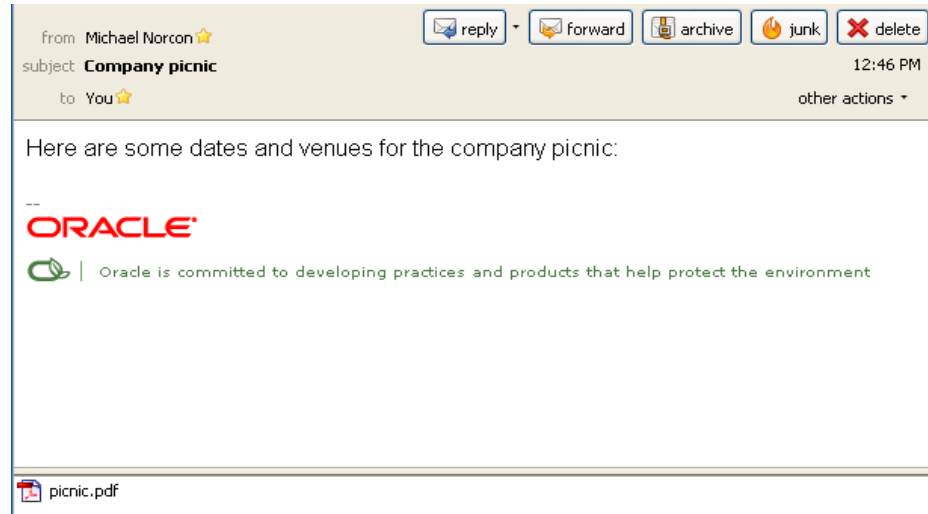 reply forward archive junk delete
from Michael Norcon
subject Company picnic 12:46 PM
to You other actions
Here are some dates and venues for the company picnic:
--
ORACLE
Oracle is committed to developing practices and products that help protect the environment
picnic.pdf